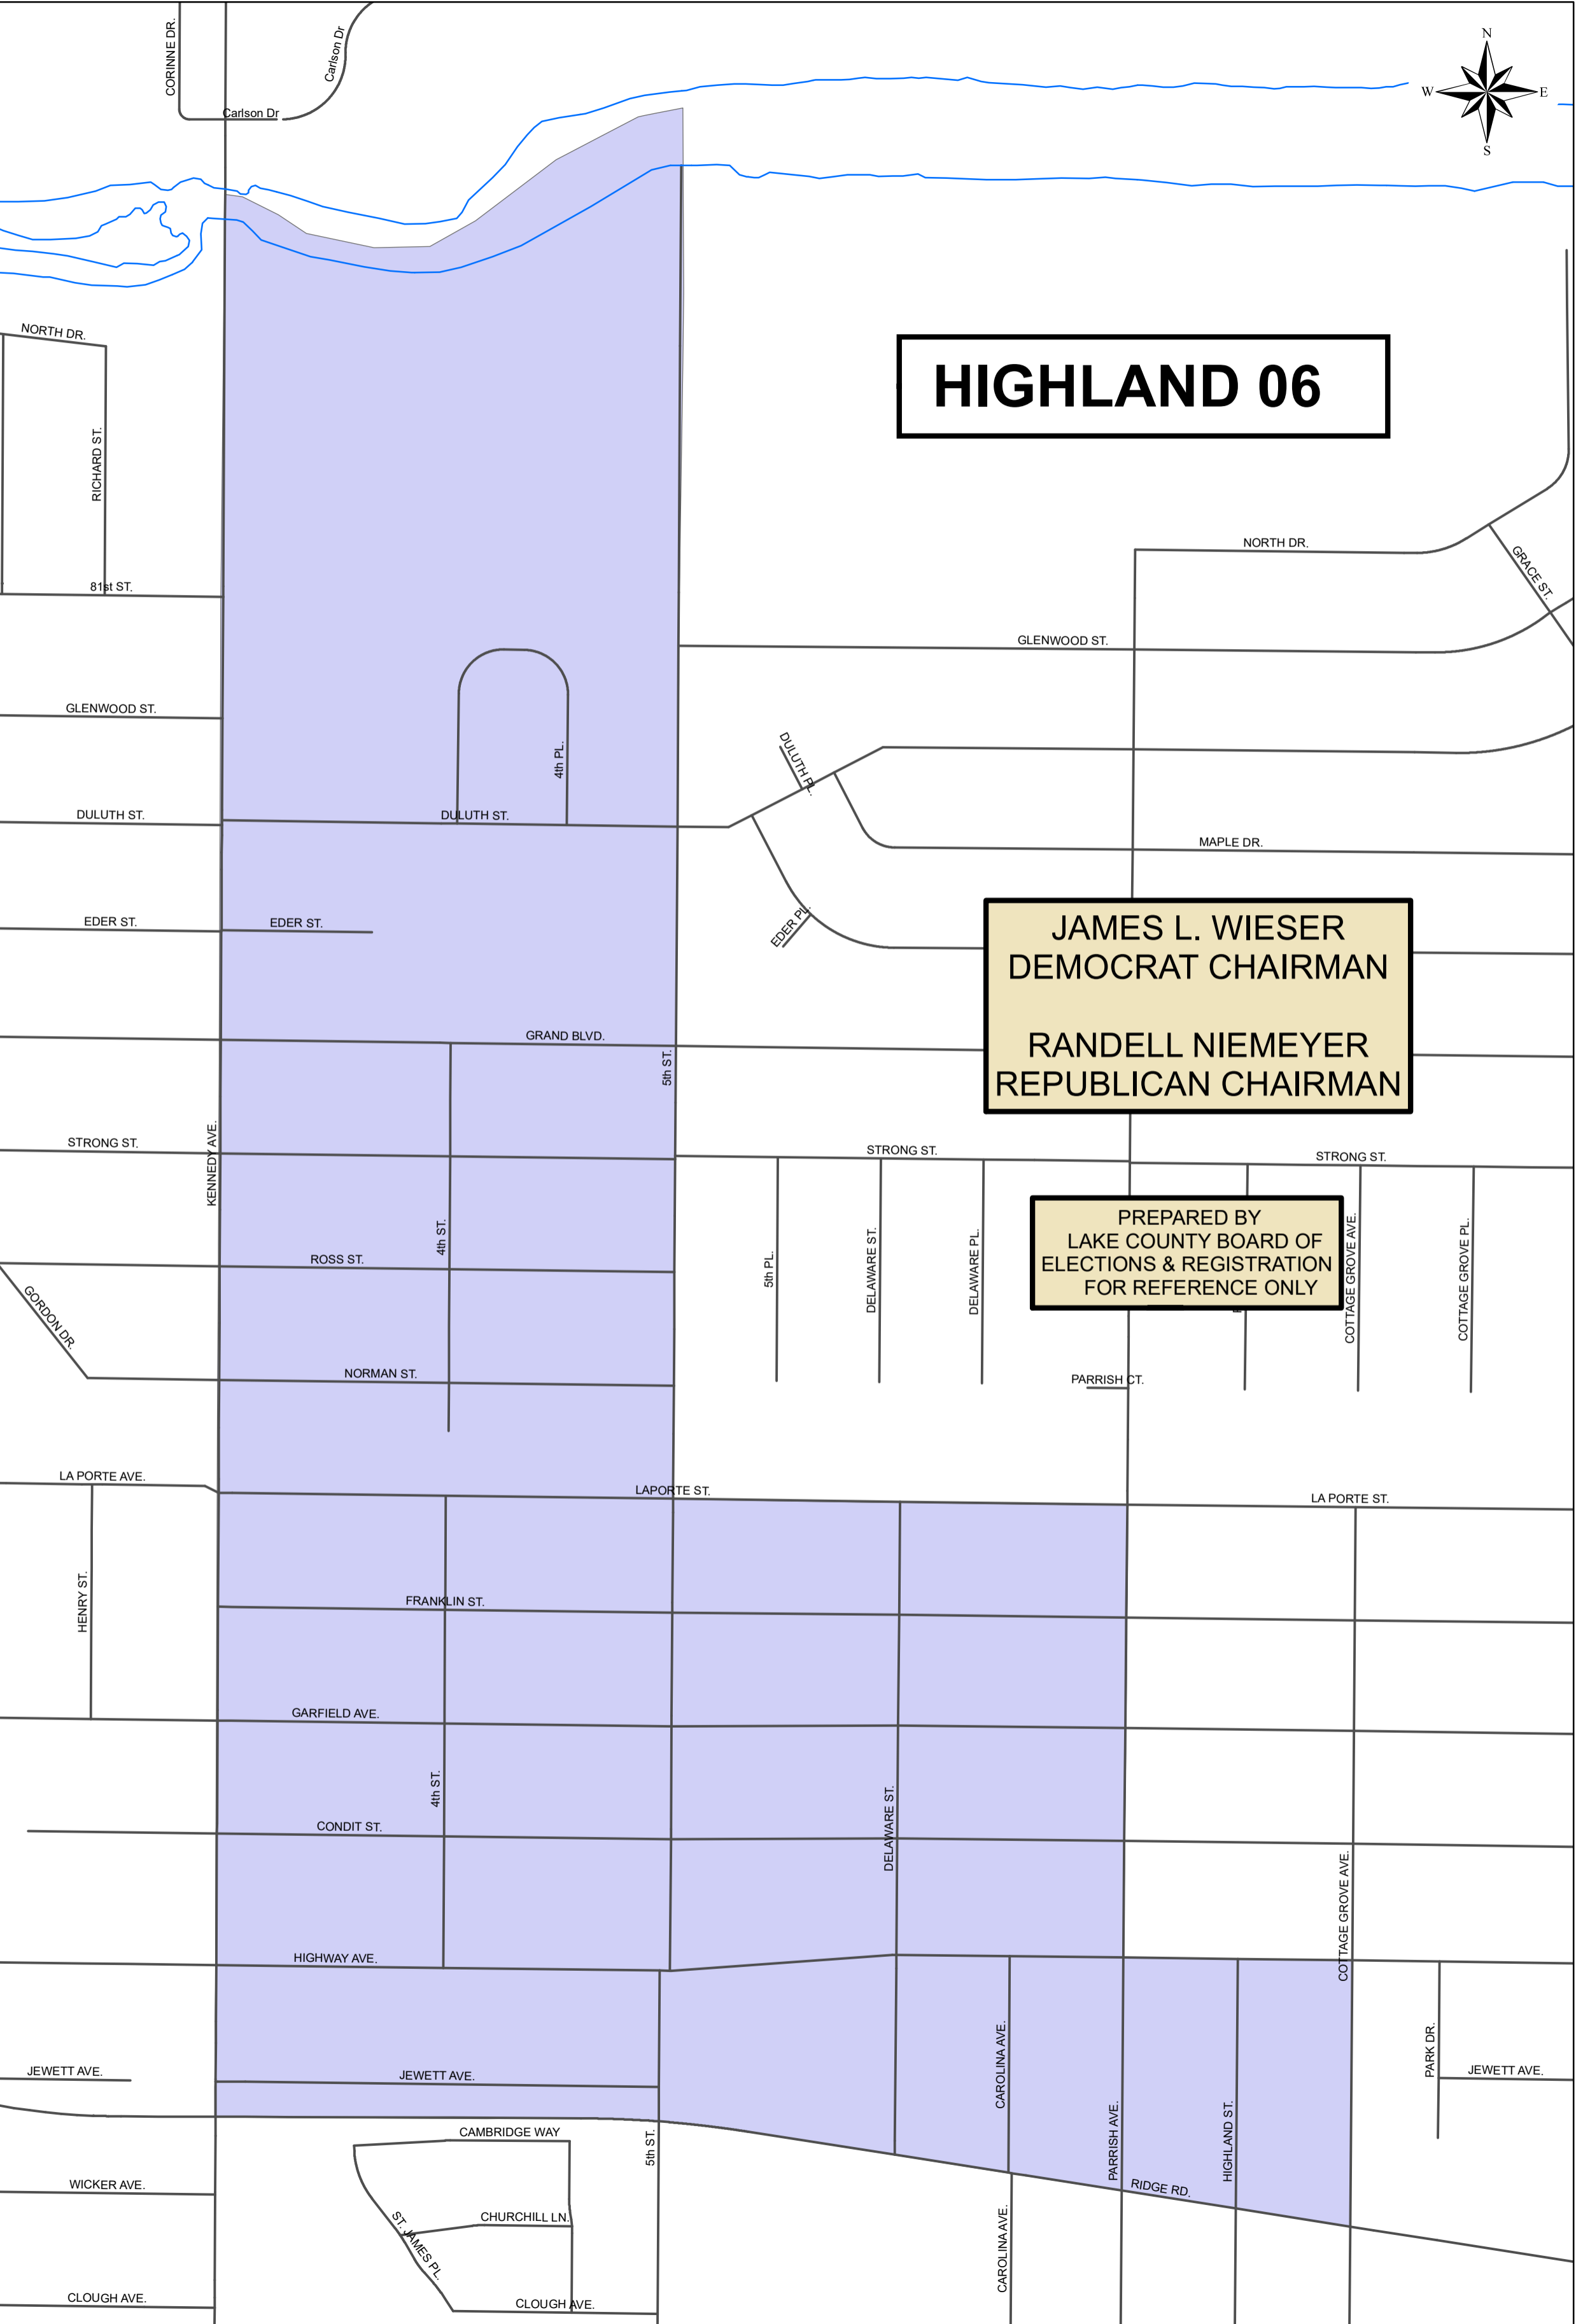 CORINNE DR.
Carlson Dr
Carlson Dr
N
W
E
S
NORTH DR.
HIGHLAND 06
RICHARD ST.
NORTH DR.
GRACE ST.
81st ST.
GLENWOOD ST.
GLENWOOD ST.
4th PL.
DULUTH PL.
DULUTH ST.
DULUTH ST.
MAPLE DR.
EDER ST.
EDER ST.
EDER PL.
JAMES L. WIESER
DEMOCRAT CHAIRMAN
RANDELL NIEMEYER
REPUBLICAN CHAIRMAN
GRAND BLVD.
5th ST.
KENNEDY AVE.
STRONG ST.
STRONG ST.
STRONG ST.
4th ST.
5th PL.
DELAWARE ST.
DELAWARE PL.
PREPARED BY
LAKE COUNTY BOARD OF
ELECTIONS & REGISTRATION
FOR REFERENCE ONLY
COTTAGE GROVE AVE.
COTTAGE GROVE PL.
ROSS ST.
GORDON DR.
NORMAN ST.
PARRISH CT.
LA PORTE AVE.
LAPORTE ST.
LA PORTE ST.
HENRY ST.
FRANKLIN ST.
GARFIELD AVE.
4th ST.
DELAWARE ST.
CONDIT ST.
COTTAGE GROVE AVE.
HIGHWAY AVE.
JEWETT AVE.
JEWETT AVE.
CAROLINA AVE.
PARK DR.
JEWETT AVE.
PARRISH AVE.
HIGHLAND ST.
CAMBRIDGE WAY
5th ST.
WICKER AVE.
RIDGE RD.
ST. JAMES PL.
CHURCHILL LN.
CAROLINA AVE.
CLOUGH AVE.
CLOUGH AVE.